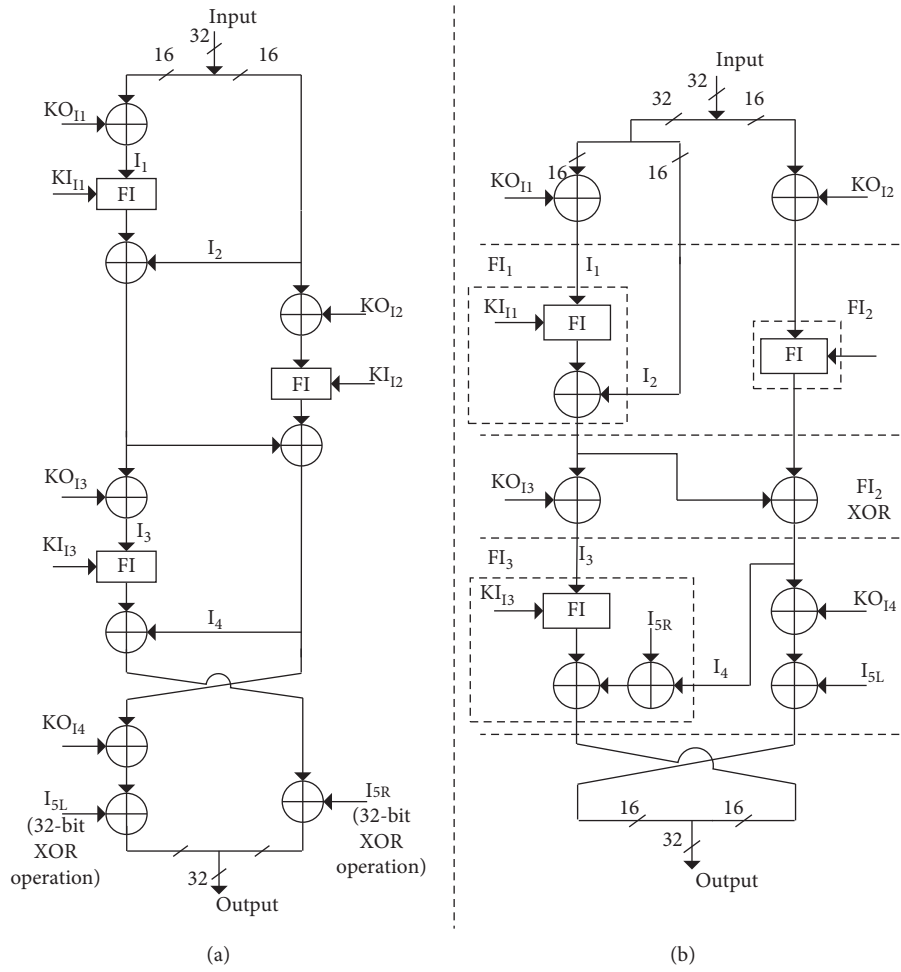 Input
32
16
16
KO_I1
I_1
KI_I1
FI
I_2
KO_I2
FI
KI_I2
KO_I3
I_3
KI_I3
FI
I_4
KO_I4
I_5L
(32-bit
XOR
operation)
I_5R
(32-bit
XOR
operation)
32
Output
(a)
Input
32
32
16
16
16
KO_I1
KO_I2
FI_1
I_1
KI_I1
FI
I_2
FI_2
FI
KO_I3
FI_2
XOR
FI_3
I_3
KI_I3
FI
I_5R
I_4
KO_I4
I_5L
16
16
32
Output
(b)